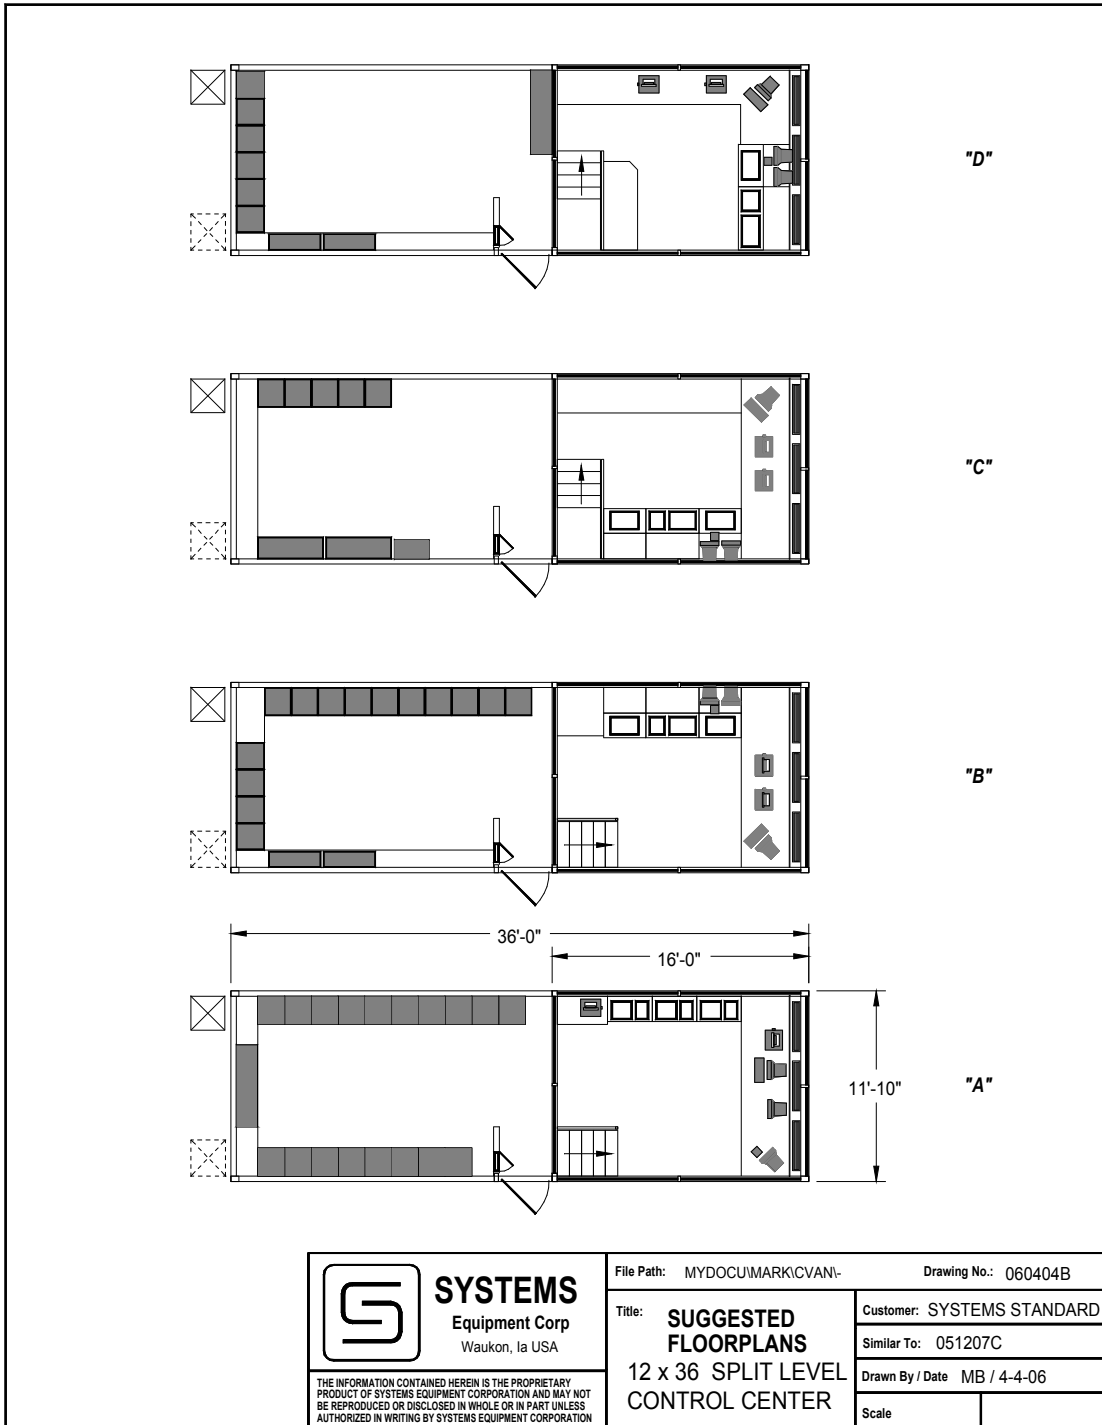 "D"
"C"
"B"
36'-0"
16'-0"
11'-10"
"A"
SYSTEMS
Equipment Corp
Waukon, Ia USA
THE INFORMATION CONTAINED HEREIN IS THE PROPRIETARY
PRODUCT OF SYSTEMS EQUIPMENT CORPORATION AND MAY NOT
BE REPRODUCED OR DISCLOSED IN WHOLE OR IN PART UNLESS
AUTHORIZED IN WRITING BY SYSTEMS EQUIPMENT CORPORATION
File Path: MYDOCU\MARK\CVAN\-
Drawing No.: 060404B
Title: SUGGESTED
FLOORPLANS
12 x 36 SPLIT LEVEL
CONTROL CENTER
Customer: SYSTEMS STANDARD
Similar To: 051207C
Drawn By / Date MB / 4-4-06
Scale